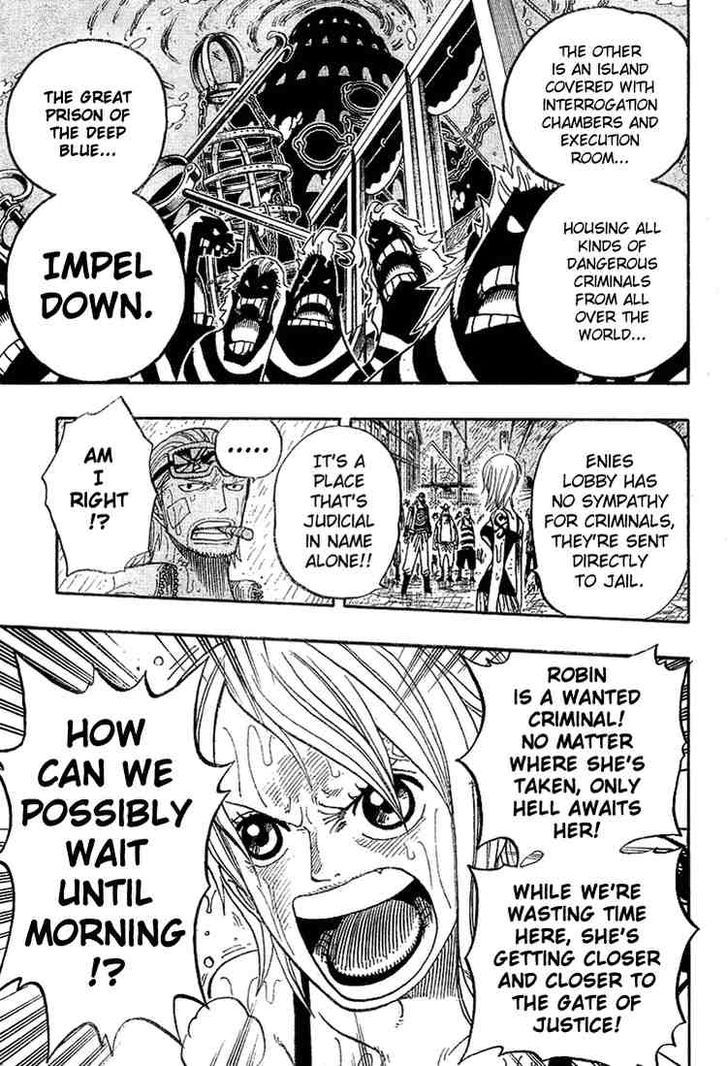 THE OTHER
IS AN ISLAND
COVERED WITH
INTERROGATION
CHAMBERS AND
EXECUTION
ROOM...
HOUSING ALL
KINDS OF
DANGEROUS
CRIMINALS
FROM ALL
OVER THE
WORLD...
THE GREAT
PRISON OF
THE DEEP
BLUE...
IMPEL
DOWN.
ENIES
LOBBY HAS
NO SYMPATHY
FOR CRIMINALS,
THEY'RE SENT
DIRECTLY
TO JAIL.
IT'S A
PLACE
THAT'S
JUDICIAL
IN NAME
ALONE!!
.....
AM
I
RIGHT
!?
ROBIN
IS A WANTED
CRIMINAL!
NO MATTER
WHERE SHE'S
TAKEN, ONLY
HELL AWAITS
HER!
WHILE WE'RE
WASTING TIME
HERE, SHE'S
GETTING CLOSER
AND CLOSER TO
THE GATE OF
JUSTICE!
HOW
CAN WE
POSSIBLY
WAIT
UNTIL
MORNING
!?